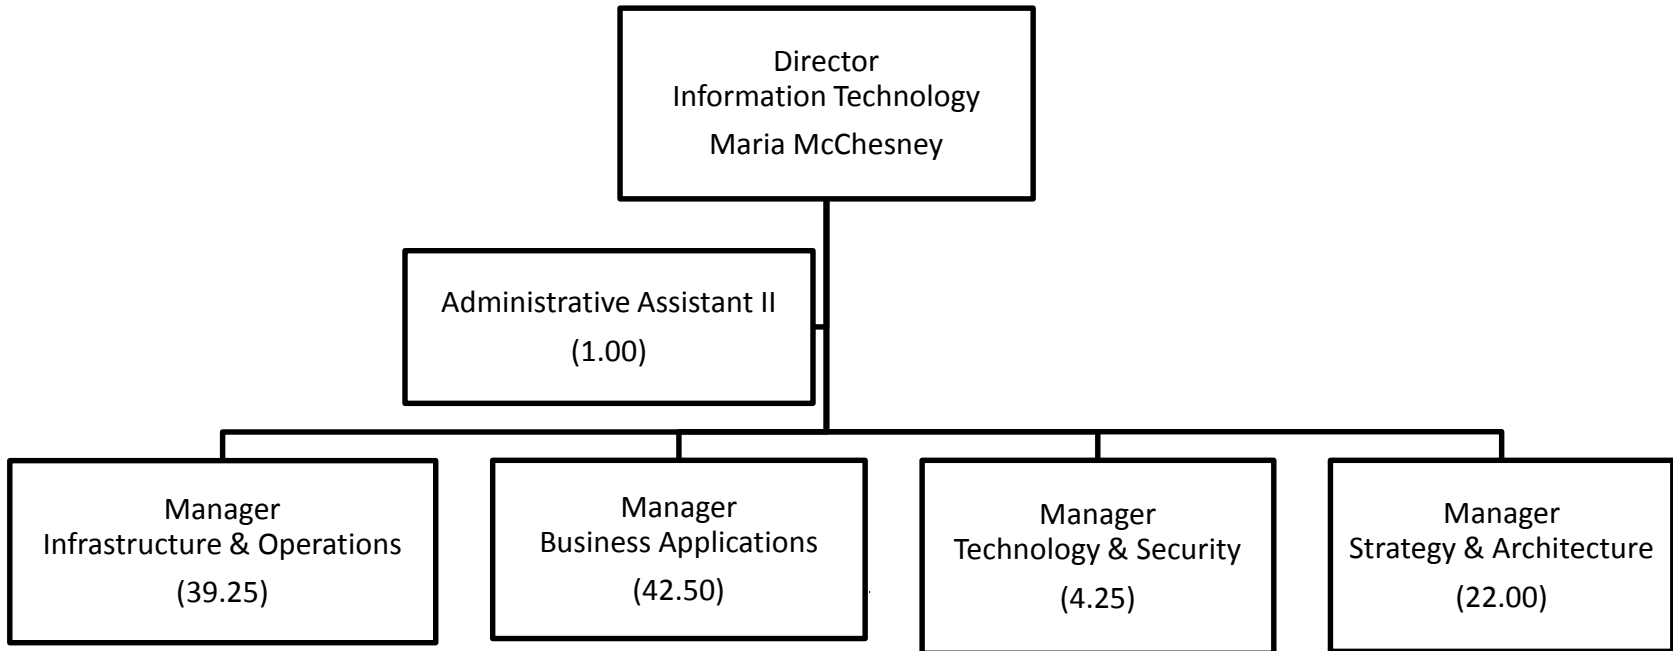 Director
Information Technology
Maria McChesney
Administrative Assistant II
(1.00)
Manager
Infrastructure & Operations
(39.25)
Manager
Business Applications
(42.50)
Manager
Technology & Security
(4.25)
Manager
Strategy & Architecture
(22.00)